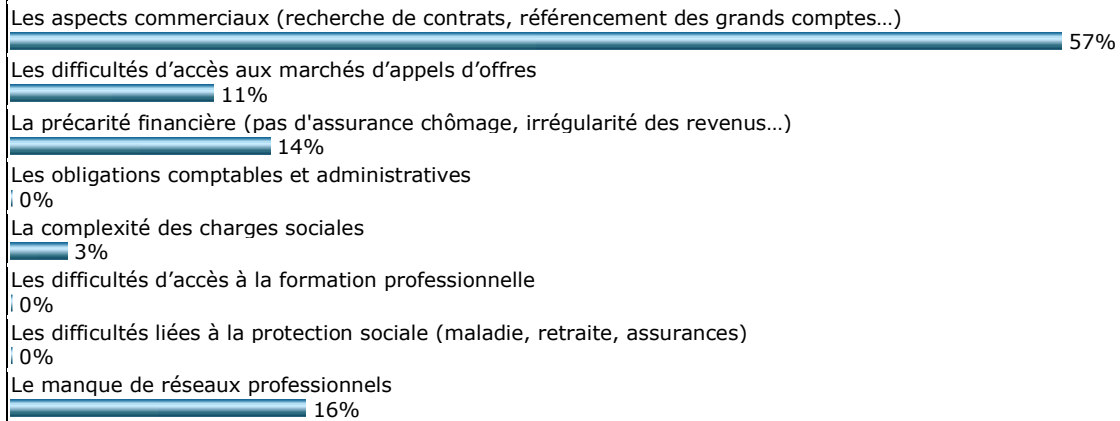 Les aspects commerciaux (recherche de contrats, référencement des grands comptes…)
57%
Les difficultés d’accès aux marchés d’appels d’offres
11%
La précarité financière (pas d'assurance chômage, irrégularité des revenus…)
14%
Les obligations comptables et administratives
0%
La complexité des charges sociales
3%
Les difficultés d’accès à la formation professionnelle
0%
Les difficultés liées à la protection sociale (maladie, retraite, assurances)
0%
Le manque de réseaux professionnels
16%